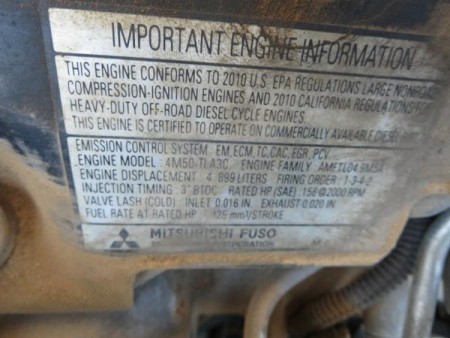 IMPORTANT ENGINE INFORMATION
THIS ENGINE CONFORMS TO 2010 U.S. EPA REGULATIONS LARGE NONROAD
COMPRESSION-IGNITION ENGINES AND 2010 CALIFORNIA REGULATIONS
HEAVY-DUTY OFF-ROAD DIESEL CYCLE ENGINES.
THIS ENGINE IS CERTIFIED TO OPERATE ON COMMERCIALLY AVAILABLE DIESEL
EMISSION CONTROL SYSTEM: EM, ECM, TC, CAC, EGR, PCV
ENGINE MODEL: 4M50-TLA3C ENGINE FAMILY:
ENGINE DISPLACEMENT: 4.899 LITERS FIRING ORDER: 1-3-4-2
INJECTION TIMING: 3° BTDC RATED HP (SAE): 158 @ 2000 RPM
VALVE LASH (COLD): INLET 0.016 IN EXHAUST 0.020 IN
FUEL RATE AT RATED HP: 125 mm³/STROKE
MITSUBISHI FUSO
CORPORATION